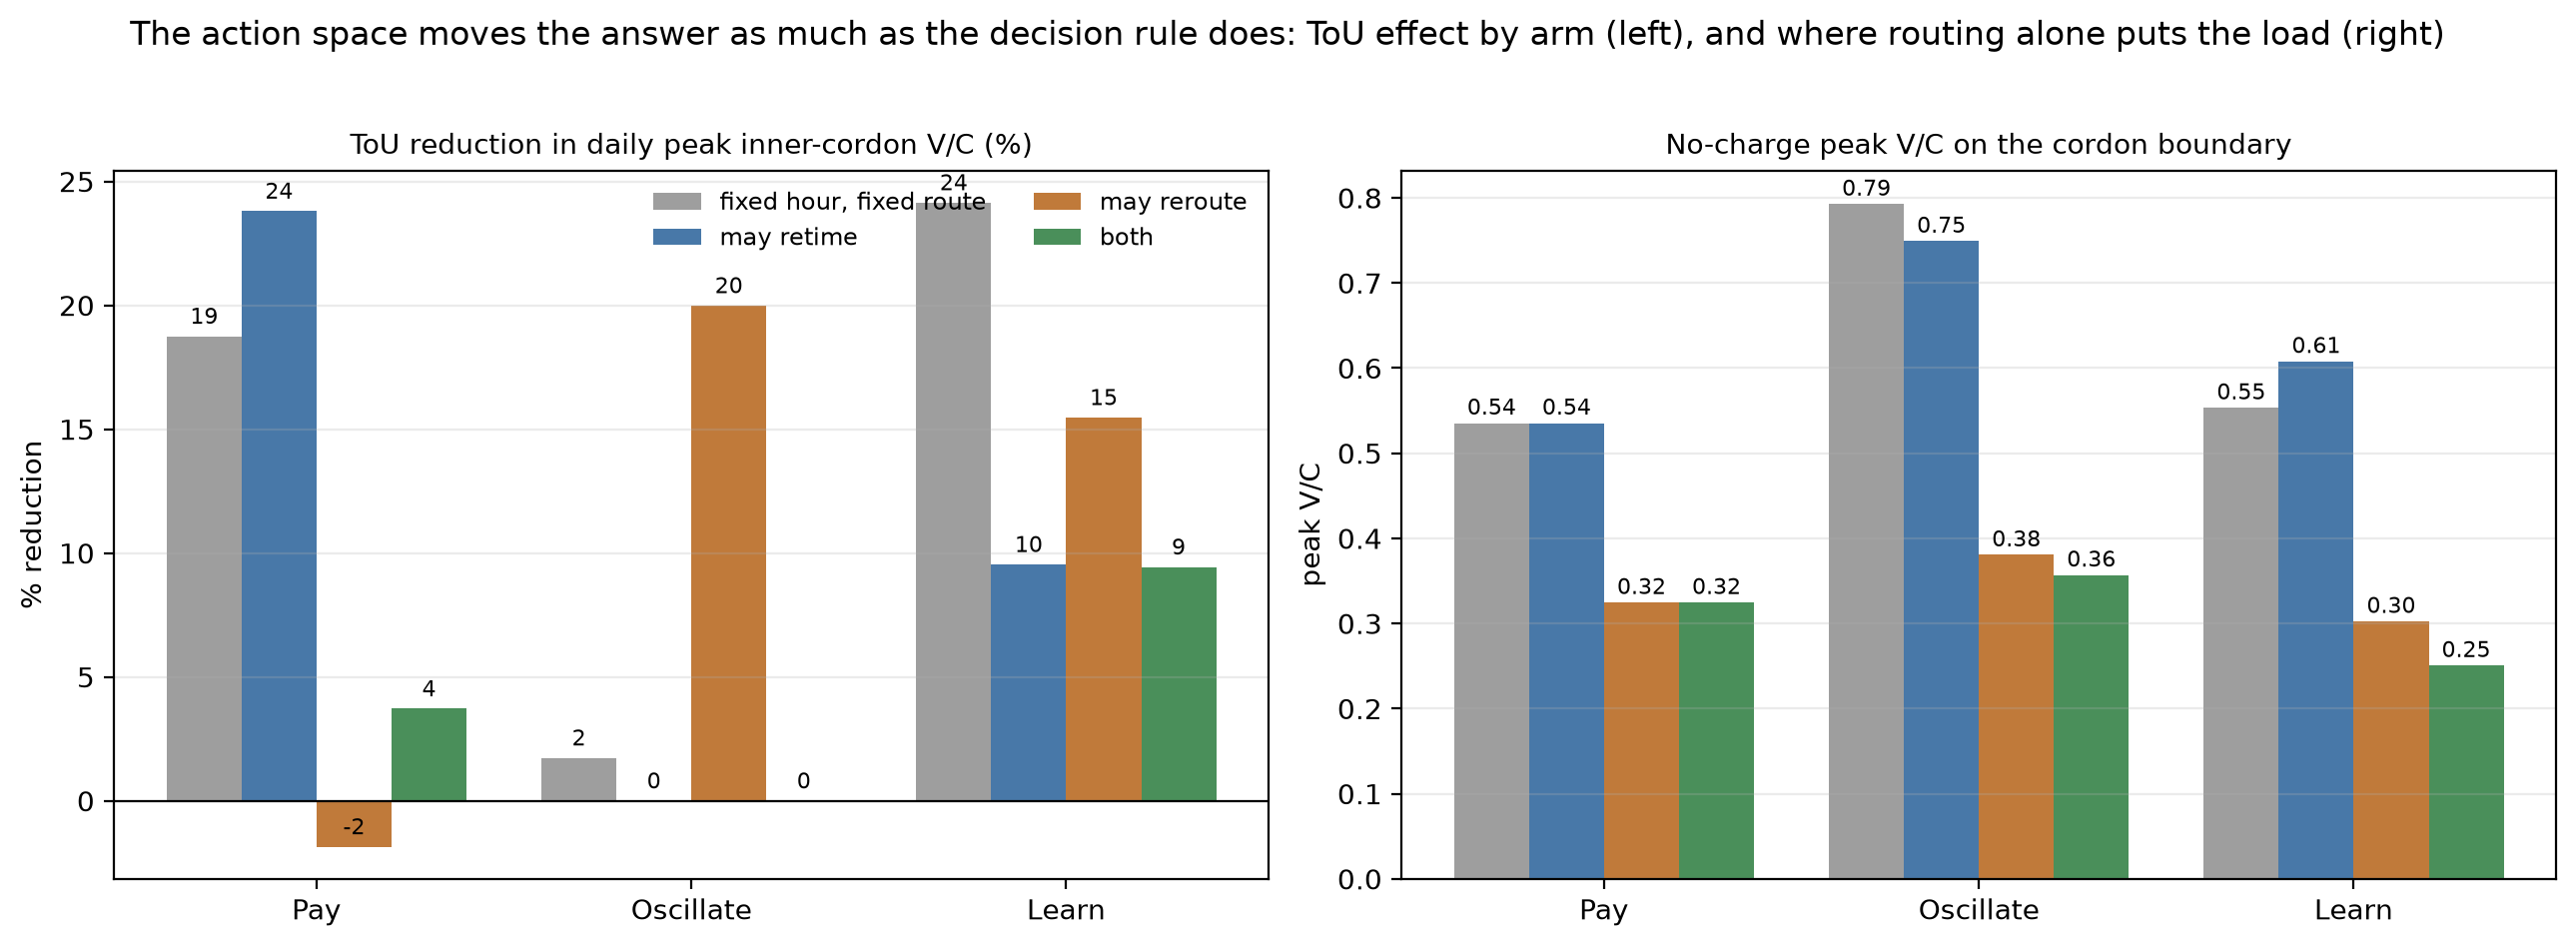 The action space moves the answer as much as the decision rule does: ToU effect by arm (left), and where routing alone puts the load (right)
ToU reduction in daily peak inner-cordon V/C (%)
% reduction
25
20
15
10
5
0
fixed hour, fixed route
may retime
may reroute
both
19
24
-2
4
2
0
20
0
24
10
15
9
Pay
Oscillate
Learn
No-charge peak V/C on the cordon boundary
peak V/C
0.8
0.7
0.6
0.5
0.4
0.3
0.2
0.1
0.0
0.54
0.54
0.32
0.32
0.79
0.75
0.38
0.36
0.55
0.61
0.30
0.25
Pay
Oscillate
Learn